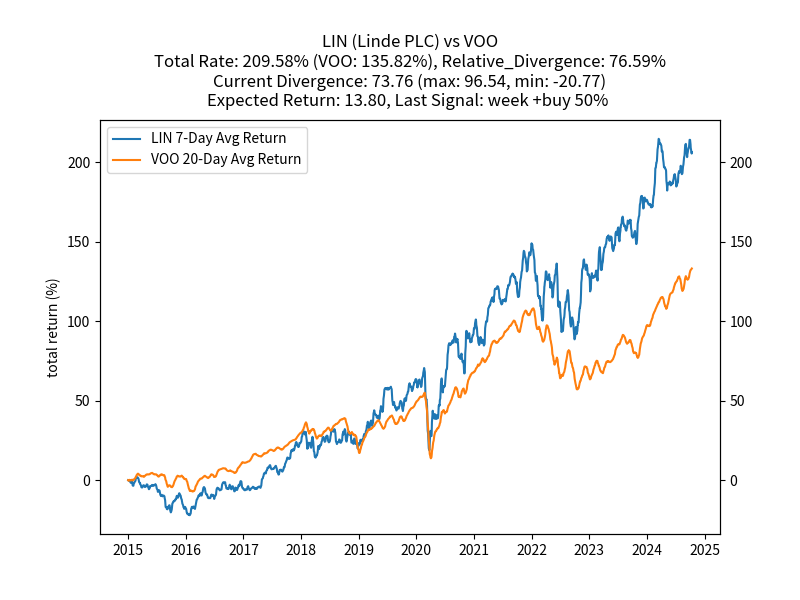 LIN (Linde PLC) vs VOO
Total Rate: 209.58% (VOO: 135.82%), Relative_Divergence: 76.59%
Current Divergence: 73.76 (max: 96.54, min: -20.77)
Expected Return: 13.80, Last Signal: week +buy 50%
LIN 7-Day Avg Return
VOO 20-Day Avg Return
total return (%)
200 200
150 150
100 100
50 50
0 0
2015 2016 2017 2018 2019 2020 2021 2022 2023 2024 2025